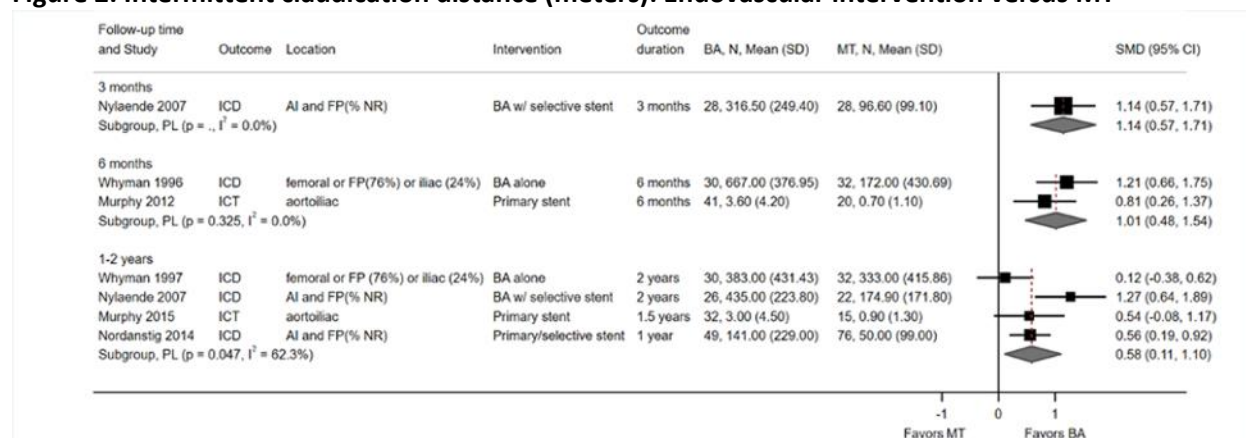 Figure 2. Intermittent claudication distance (meters): Endovascular Intervention versus MT
Follow-up time and Study Outcome Location Intervention Outcome duration BA, N, Mean (SD) MT, N, Mean (SD) SMD (95% CI)
3 months
Nylaende 2007 ICD AI and FP(% NR) BA w/ selective stent 3 months 28, 316.50 (249.40) 28, 96.60 (99.10) 1.14 (0.57, 1.71)
Subgroup, PL (p = ., I² = 0.0%) 1.14 (0.57, 1.71)
6 months
Whyman 1996 ICD femoral or FP(76%) or iliac (24%) BA alone 6 months 30, 667.00 (376.95) 32, 172.00 (430.69) 1.21 (0.66, 1.75)
Murphy 2012 ICT aortoiliac Primary stent 6 months 41, 3.60 (4.20) 20, 0.70 (1.10) 0.81 (0.26, 1.37)
Subgroup, PL (p = 0.325, I² = 0.0%) 1.01 (0.48, 1.54)
1-2 years
Whyman 1997 ICD femoral or FP (76%) or iliac (24%) BA alone 2 years 30, 383.00 (431.43) 32, 333.00 (415.86) 0.12 (-0.38, 0.62)
Nylaende 2007 ICD AI and FP(% NR) BA w/ selective stent 2 years 26, 435.00 (223.80) 22, 174.90 (171.80) 1.27 (0.64, 1.89)
Murphy 2015 ICT aortoiliac Primary stent 1.5 years 32, 3.00 (4.50) 15, 0.90 (1.30) 0.54 (-0.08, 1.17)
Nordanstig 2014 ICD AI and FP(% NR) Primary/selective stent 1 year 49, 141.00 (229.00) 76, 50.00 (99.00) 0.56 (0.19, 0.92)
Subgroup, PL (p = 0.047, I² = 62.3%) 0.58 (0.11, 1.10)
-1 0 1
Favors MT Favors BA